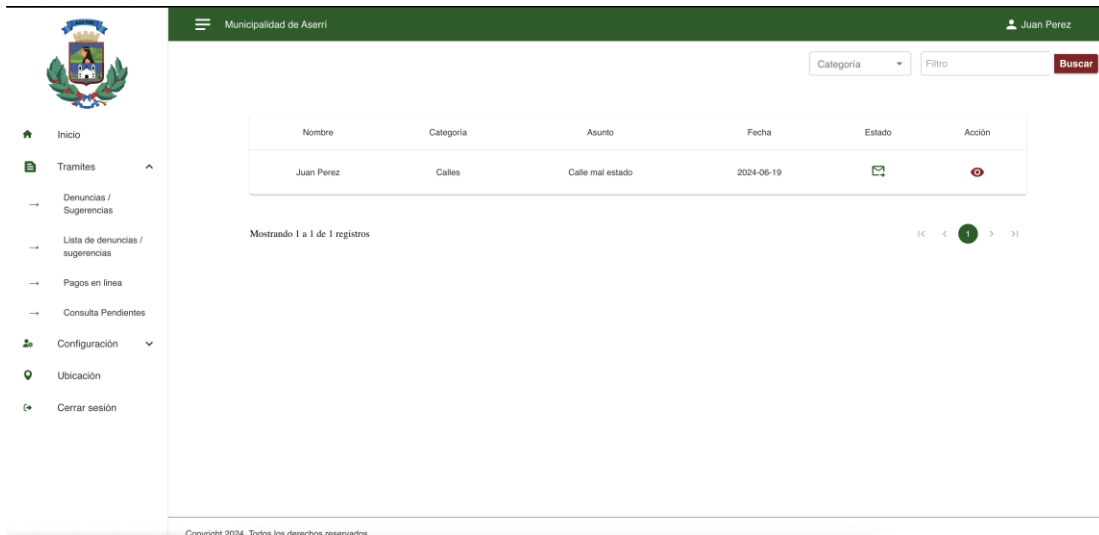 ASERRI
Municipalidad de Aserrí
Juan Perez
Categoría
Filtro
Buscar
Inicio
Tramites
Denuncias /
Sugerencias
Lista de denuncias /
sugerencias
Pagos en línea
Consulta Pendientes
Configuración
Ubicación
Cerrar sesión
Nombre Categoría Asunto Fecha Estado Acción
Juan Perez Calles Calle mal estado 2024-06-19
Mostrando 1 a 1 de 1 registros
1
Copyright 2024. Todos los derechos reservados